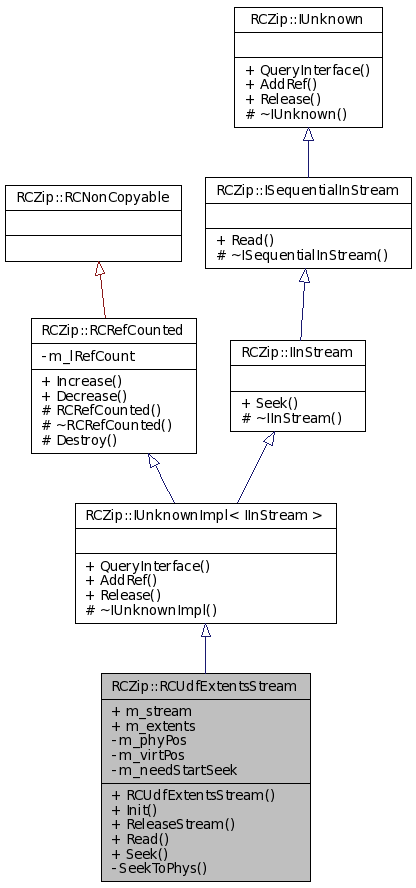 RCZip::IUnknown
+ QueryInterface()
+ AddRef()
+ Release()
# ~IUnknown()
RCZip::ISequentialInStream
+ Read()
# ~ISequentialInStream()
RCZip::RCNonCopyable
RCZip::RCRefCounted
- m_lRefCount
+ Increase()
+ Decrease()
# RCRefCounted()
# ~RCRefCounted()
# Destroy()
RCZip::IInStream
+ Seek()
# ~IInStream()
RCZip::IUnknownImpl< IInStream >
+ QueryInterface()
+ AddRef()
+ Release()
# ~IUnknownImpl()
RCZip::RCUdfExtentsStream
+ m_stream
+ m_extents
- m_phyPos
- m_virtPos
- m_needStartSeek
+ RCUdfExtentsStream()
+ Init()
+ ReleaseStream()
+ Read()
+ Seek()
- SeekToPhys()